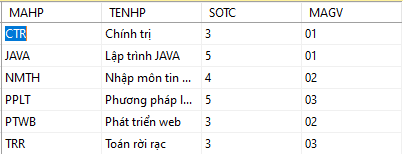 MAHP TENHP SOTC MAGV
CTR Chính trị 3 01
JAVA Lập trình JAVA 5 01
NMTH Nhập môn tin ... 4 02
PPLT Phương pháp l... 5 03
PTWB Phát triển web 3 02
TRR Toán rời rạc 3 03